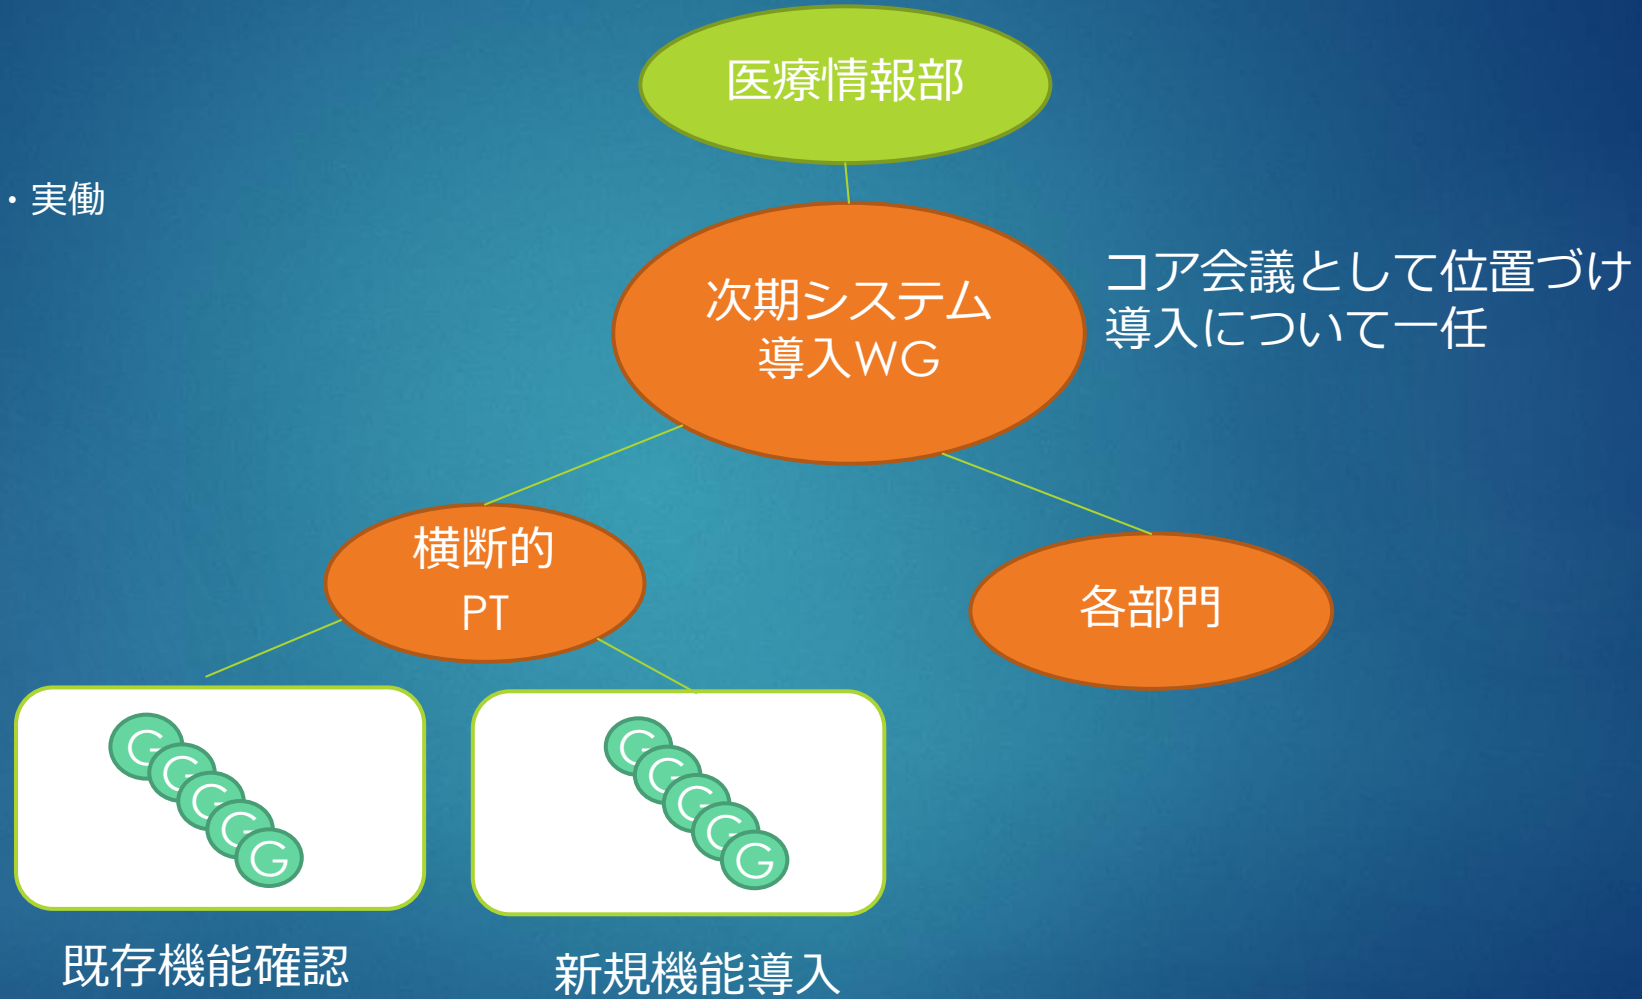 医療情報部
・実働
次期システム
導入WG
コア会議として位置づけ
導入について一任
横断的
PT
各部門
G
G
G
G
G
G
G
G
G
G
既存機能確認
新規機能導入